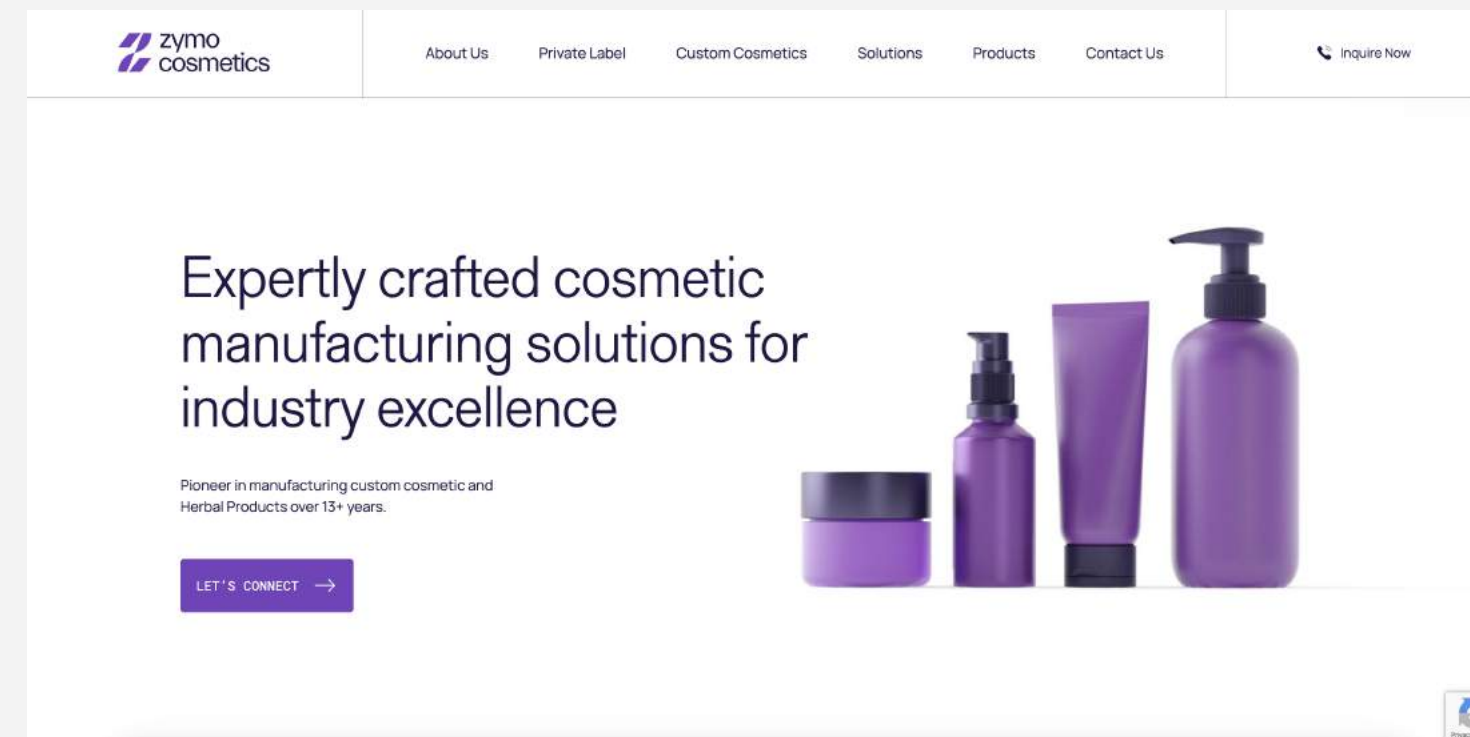 zymo
cosmetics
About Us
Private Label
Custom Cosmetics
Solutions
Products
Contact Us
Inquire Now
Expertly crafted cosmetic
manufacturing solutions for
industry excellence
Pioneer in manufacturing custom cosmetic and
Herbal Products over 13+ years.
LET'S CONNECT